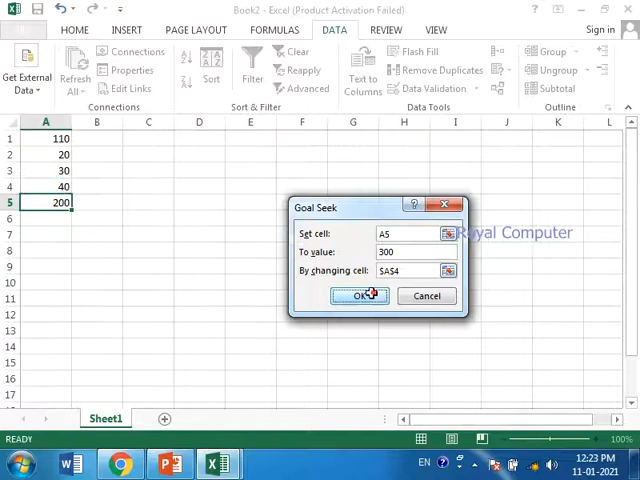 Book2 - Excel (Product Activation Failed)
HOME INSERT PAGE LAYOUT FORMULAS DATA REVIEW VIEW Sign in
Get External
Data
Refresh
All
Connections
Properties
Edit Links
Connections
Sort
Filter
Clear
Reapply
Advanced
Sort & Filter
Text to
Columns
Flash Fill
Remove Duplicates
Data Validation
Data Tools
Group
Ungroup
Subtotal
Outline
A B C D E F G H I J K L
1 110
2 20
3 30
4 40
5 200
6
7
8
9
10
11
12
13
14
15
16
17
Goal Seek
Set cell: A5
To value: 300
By changing cell: $A$4
OK Cancel
Royal Computer
Sheet1
READY 100%
EN 12:23 PM
11-01-2021